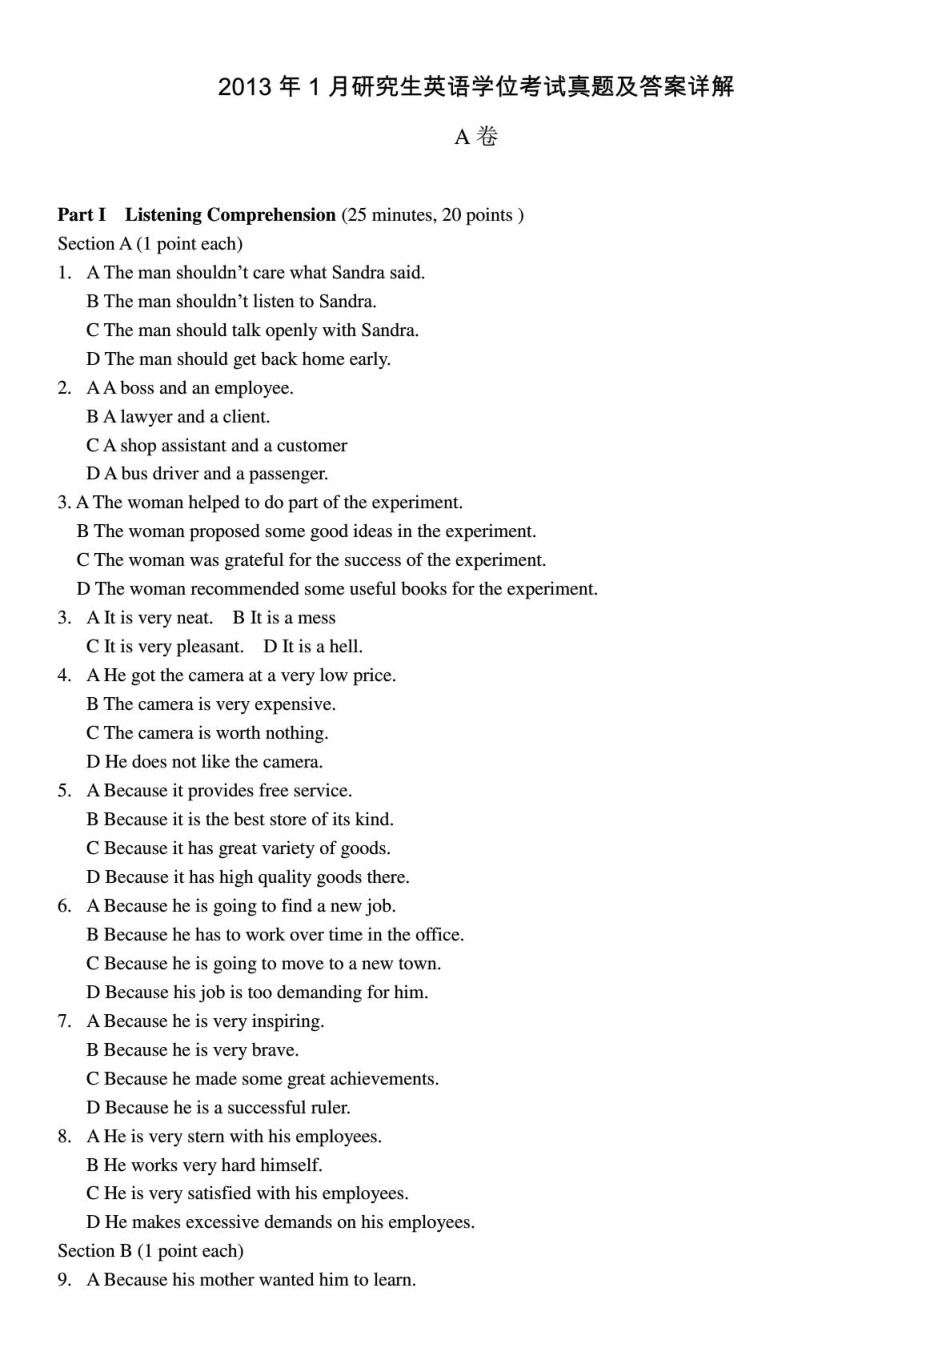 2013 年 1 月研究生英语学位考试真题及答案详解
A 卷
Part I Listening Comprehension (25 minutes, 20 points )
Section A (1 point each)
1. A The man shouldn’t care what Sandra said.
B The man shouldn’t listen to Sandra.
C The man should talk openly with Sandra.
D The man should get back home early.
2. A A boss and an employee.
B A lawyer and a client.
C A shop assistant and a customer
D A bus driver and a passenger.
3. A The woman helped to do part of the experiment.
B The woman proposed some good ideas in the experiment.
C The woman was grateful for the success of the experiment.
D The woman recommended some useful books for the experiment.
3. A It is very neat. B It is a mess
C It is very pleasant. D It is a hell.
4. A He got the camera at a very low price.
B The camera is very expensive.
C The camera is worth nothing.
D He does not like the camera.
5. A Because it provides free service.
B Because it is the best store of its kind.
C Because it has great variety of goods.
D Because it has high quality goods there.
6. A Because he is going to find a new job.
B Because he has to work over time in the office.
C Because he is going to move to a new town.
D Because his job is too demanding for him.
7. A Because he is very inspiring.
B Because he is very brave.
C Because he made some great achievements.
D Because he is a successful ruler.
8. A He is very stern with his employees.
B He works very hard himself.
C He is very satisfied with his employees.
D He makes excessive demands on his employees.
Section B (1 point each)
9. A Because his mother wanted him to learn.